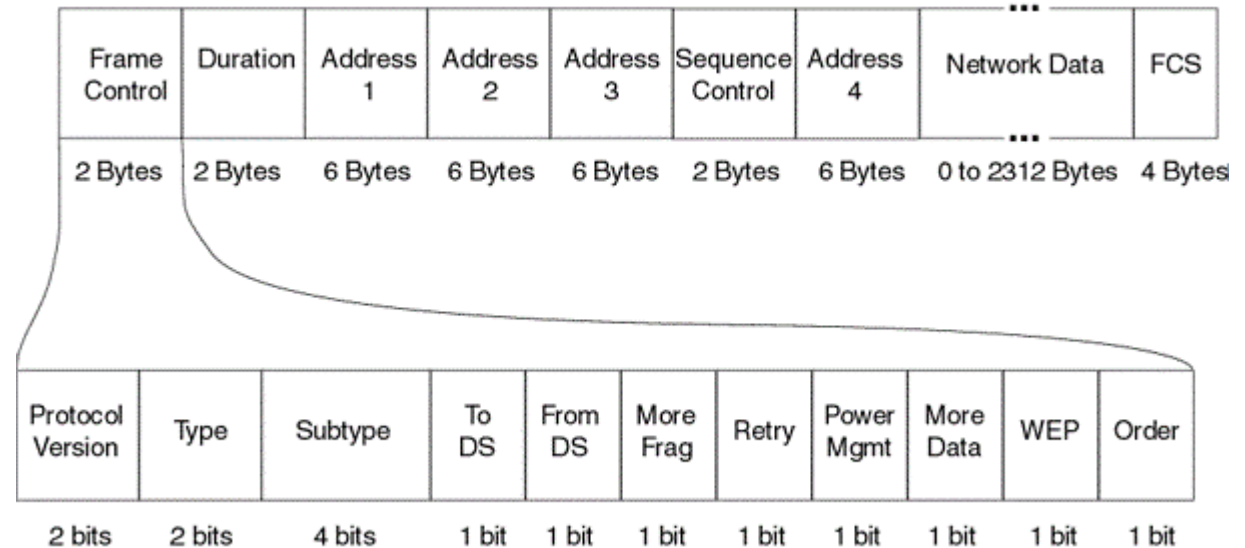 Frame Control
Duration
Address 1
Address 2
Address 3
Sequence Control
Address 4
Network Data
FCS
2 Bytes 2 Bytes 6 Bytes 6 Bytes 6 Bytes 2 Bytes 6 Bytes 0 to 2312 Bytes 4 Bytes
Protocol Version
Type
Subtype
To DS
From DS
More Frag
Retry
Power Mgmt
More Data
WEP
Order
2 bits 2 bits 4 bits 1 bit 1 bit 1 bit 1 bit 1 bit 1 bit 1 bit 1 bit